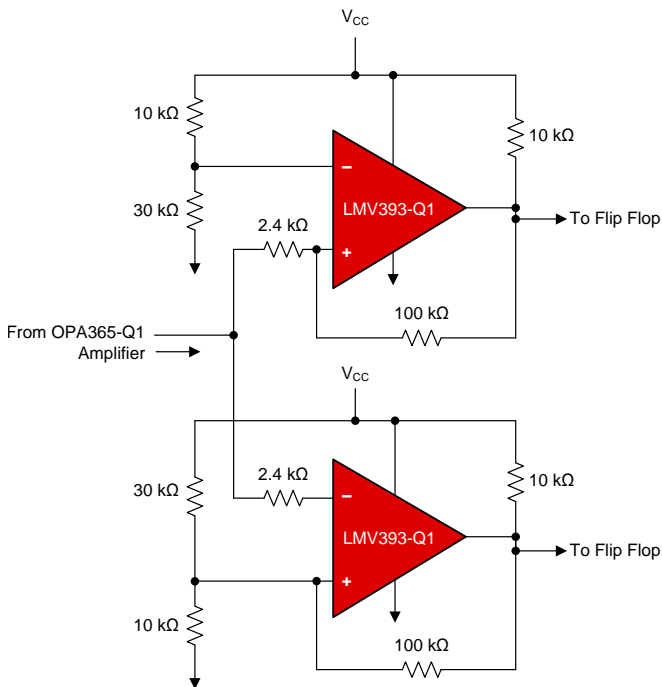 VCC
10 kΩ
10 kΩ
30 kΩ
−
LMV393-Q1
+
To Flip Flop
2.4 kΩ
100 kΩ
From OPA365-Q1
Amplifier
VCC
30 kΩ
2.4 kΩ
10 kΩ
−
LMV393-Q1
+
To Flip Flop
10 kΩ
100 kΩ